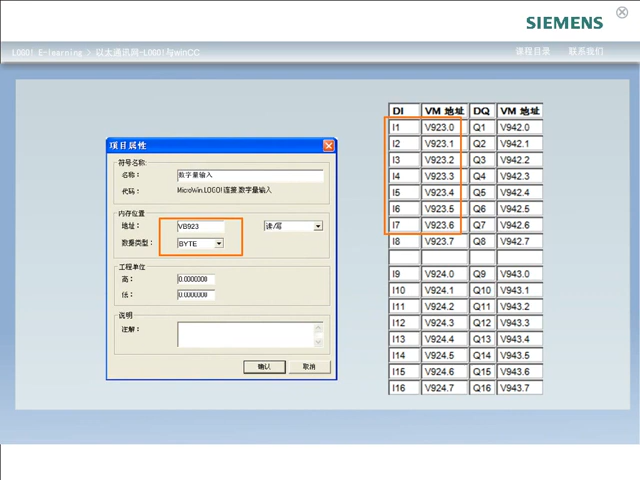 SIEMENS
LOGO! E-learning > 以太通讯网-LOGO!与winCC
课程目录 联系我们
项目属性
符号名称
名称： 数字量输入
代码： MicroWin.LOGO!连接.数字量输入
内存位置
地址： VB923 读/写
数据类型： BYTE
工程单位
高： 0.0000000
低： 0.0000000
说明
注解：
确认 取消
DI VM 地址 DQ VM 地址
I1 V923.0 Q1 V942.0
I2 V923.1 Q2 V942.1
I3 V923.2 Q3 V942.2
I4 V923.3 Q4 V942.3
I5 V923.4 Q5 V942.4
I6 V923.5 Q6 V942.5
I7 V923.6 Q7 V942.6
I8 V923.7 Q8 V942.7
I9 V924.0 Q9 V943.0
I10 V924.1 Q10 V943.1
I11 V924.2 Q11 V943.2
I12 V924.3 Q12 V943.3
I13 V924.4 Q13 V943.4
I14 V924.5 Q14 V943.5
I15 V924.6 Q15 V943.6
I16 V924.7 Q16 V943.7